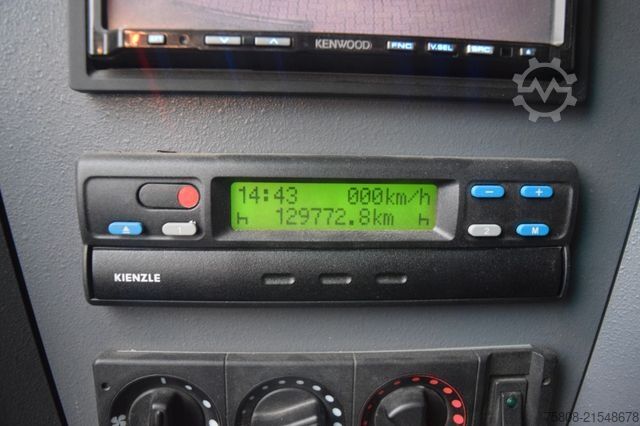 KENWOOD
FNC
V.SEL
SRC
14:43 000km/h
h 129772.8km h
1
2
M
KIENZLE
75808-21548678